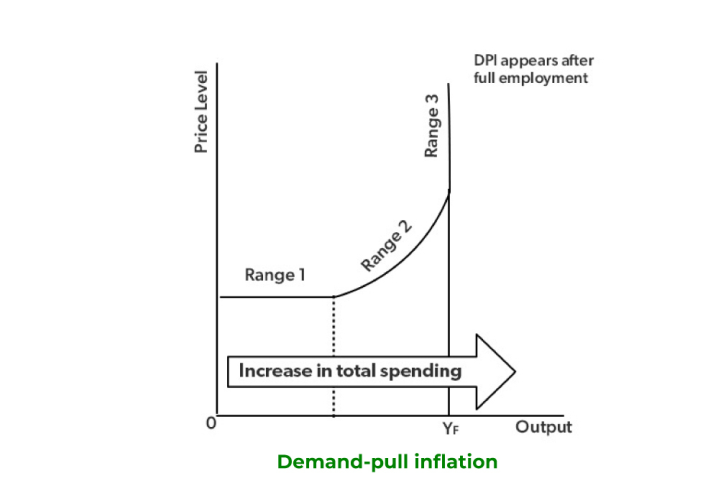 DPI appears after
full employment
Price Level
Range 3
Range 2
Range 1
Increase in total spending
0
YF
Output
Demand-pull inflation